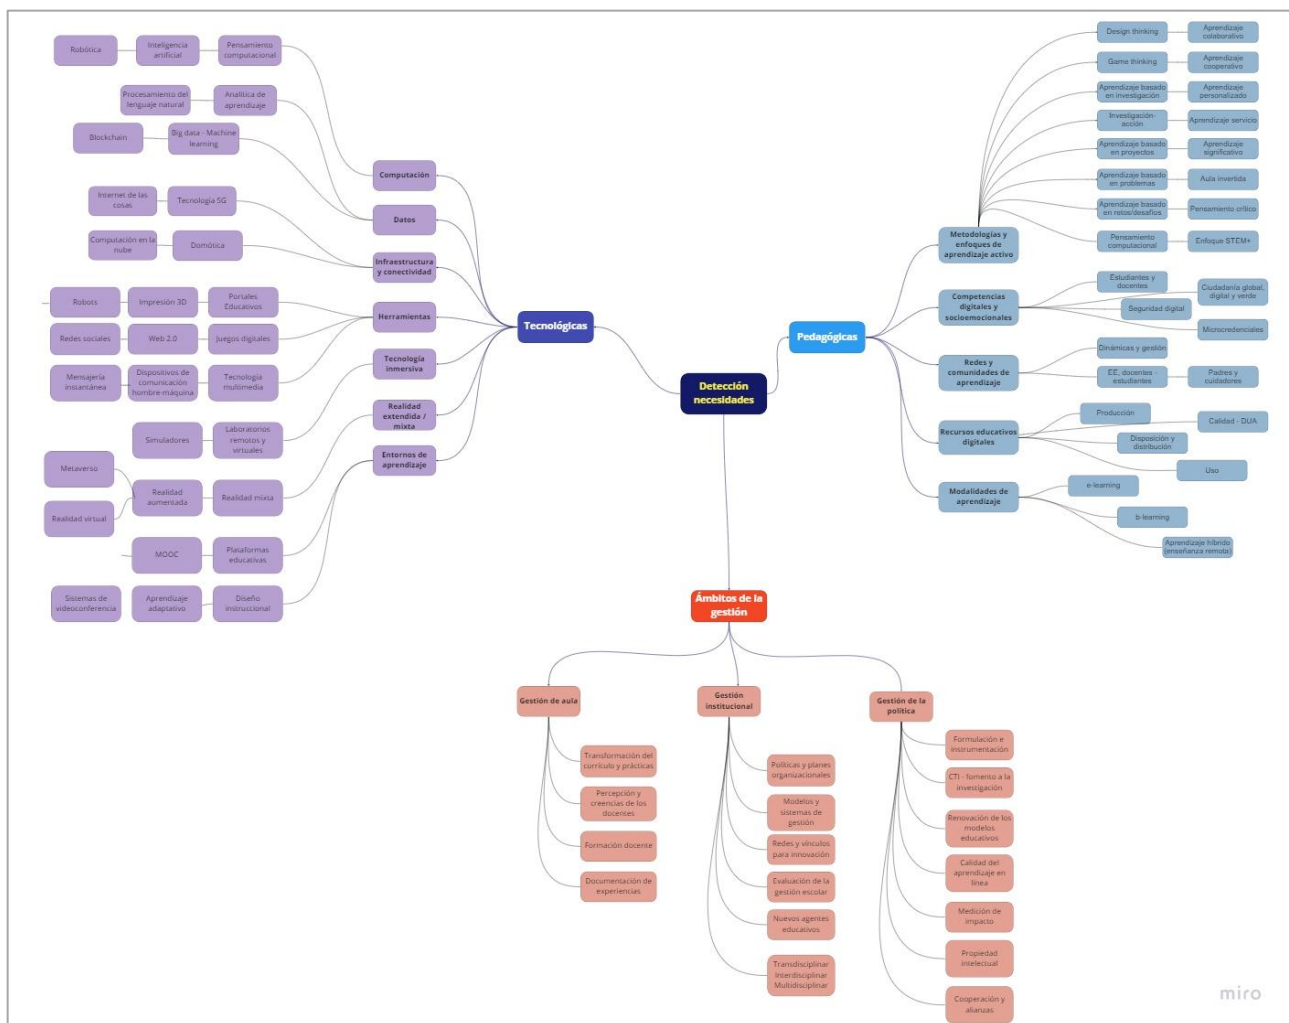 Detección
necesidades
Tecnológicas
Computación
Pensamiento
computacional
Inteligencia
artificial
Robótica
Datos
Analítica de
aprendizaje
Procesamiento del
lenguaje natural
Big data - Machine
learning
Blockchain
Infraestructura
y conectividad
Tecnología 5G
Internet de las
cosas
Domótica
Computación en la
nube
Herramientas
Portales
Educativos
Impresión 3D
Robots
Juegos digitales
Web 2.0
Redes sociales
Tecnología
multimedia
Dispositivos de
comunicación
hombre-máquina
Mensajería
instantánea
Tecnología
inmersiva
Laboratorios
remotos y
virtuales
Simuladores
Realidad
extendida /
mixta
Realidad mixta
Realidad
aumentada
Metaverso
Realidad virtual
Entornos de
aprendizaje
Plataformas
educativas
MOOC
Diseño
instruccional
Aprendizaje
adaptativo
Sistemas de
videoconferencia
Pedagógicas
Metodologías y
enfoques de
aprendizaje activo
Design thinking
Aprendizaje
colaborativo
Game thinking
Aprendizaje
cooperativo
Aprendizaje basado
en investigación
Aprendizaje
personalizado
Investigación-
acción
Aprendizaje servicio
Aprendizaje basado
en proyectos
Aprendizaje
significativo
Aprendizaje basado
en problemas
Aula invertida
Aprendizaje basado
en retos/desafíos
Pensamiento crítico
Pensamiento
computacional
Enfoque STEM+
Competencias
digitales y
socioemocionales
Estudiantes y
docentes
Ciudadanía global,
digital y verde
Seguridad digital
Microcredenciales
Redes y
comunidades de
aprendizaje
Dinámicas y gestión
EE, docentes -
estudiantes
Padres y
cuidadores
Recursos educativos
digitales
Producción
Calidad - DUA
Disposición y
distribución
Uso
Modalidades de
aprendizaje
e-learning
b-learning
Aprendizaje híbrido
(enseñanza remota)
Ámbitos de la
gestión
Gestión de aula
Transformación del
currículo y prácticas
Percepción y
creencias de los
docentes
Formación docente
Documentación de
experiencias
Gestión
institucional
Políticas y planes
organizacionales
Modelos y
sistemas de
gestión
Redes y vínculos
para innovación
Evaluación de la
gestión escolar
Nuevos agentes
educativos
Transdisciplinar
Interdisciplinar
Multidisciplinar
Gestión de la
política
Formulación e
instrumentación
CTI - fomento a la
investigación
Renovación de los
modelos
educativos
Calidad del
aprendizaje en
línea
Medición de
impacto
Propiedad
intelectual
Cooperación y
alianzas
miro